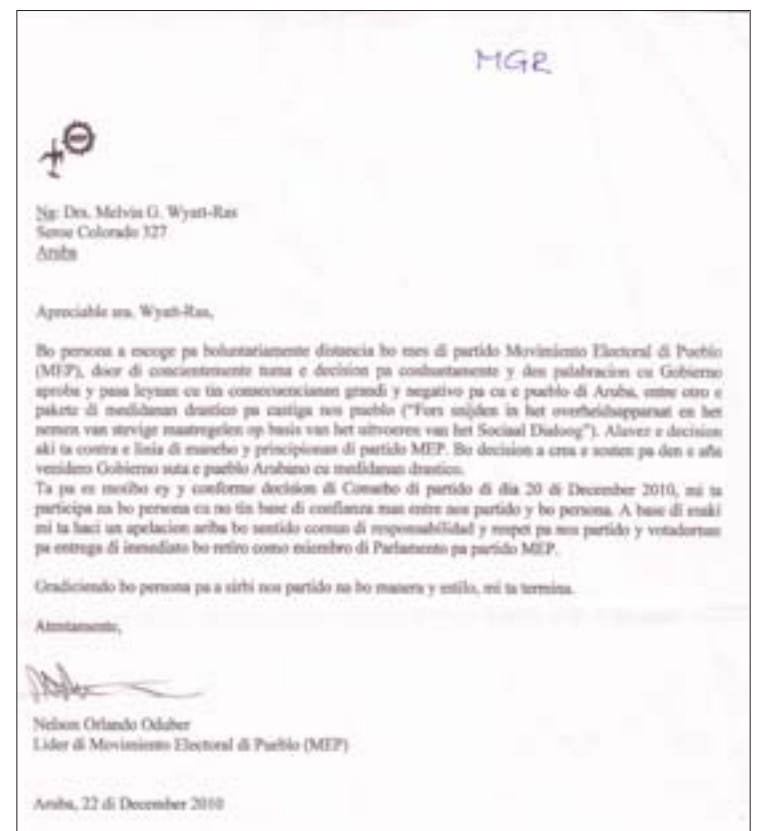 MGR
Ng: Drs. Melvin G. Wyatt-Ras
Seroe Colorado 327
Aruba
Apreciable sra. Wyatt-Ras,
Bo persona a escoge pa boluntariamente distancia bo mes di partido Movimiento Electoral di Pueblo
(MEP), door di concientemente tuma e decision pa conhuntamente y den palabracion cu Gobierno
aproba y pasa leynan cu tin consecuencianan grandi y negativo pa cu e pueblo di Aruba, entre otro e
pakete di medidanan drastico pa castiga nos pueblo ("Fors snijden in het overheidsapparaat en het
nemen van stevige maatregelen op basis van het uitvoeren van het Sociaal Dialoog"). decision
aki ta contra e linia di maneho y principionan di partido MEP. Bo decision a crea e sosten pa den e aña
venidero Gobierno suta e pueblo Arubano cu medidanan drastico.
Ta pa e motibo ey y conforme decision di Conseho di partido di dia 20 di December 2010, mi ta
participa na bo persona cu no tin base di confianza mas entre nos partido y bo persona. A base di esaki
mi ta haci un apelacion ariba bo sentido comun di responsabilidad y respet pa nos partido y votadornan
pa entrega di inmediato bo retiro como miembro di Parlamento pa partido MEP.
Gradiciendo bo persona pa a sirbi nos partido na bo manera y estilo, mi ta termina.
Atentamente,
Nelson Orlando Oduber
Lider di Movimiento Electoral di Pueblo (MEP)
Aruba, 22 di December 2010